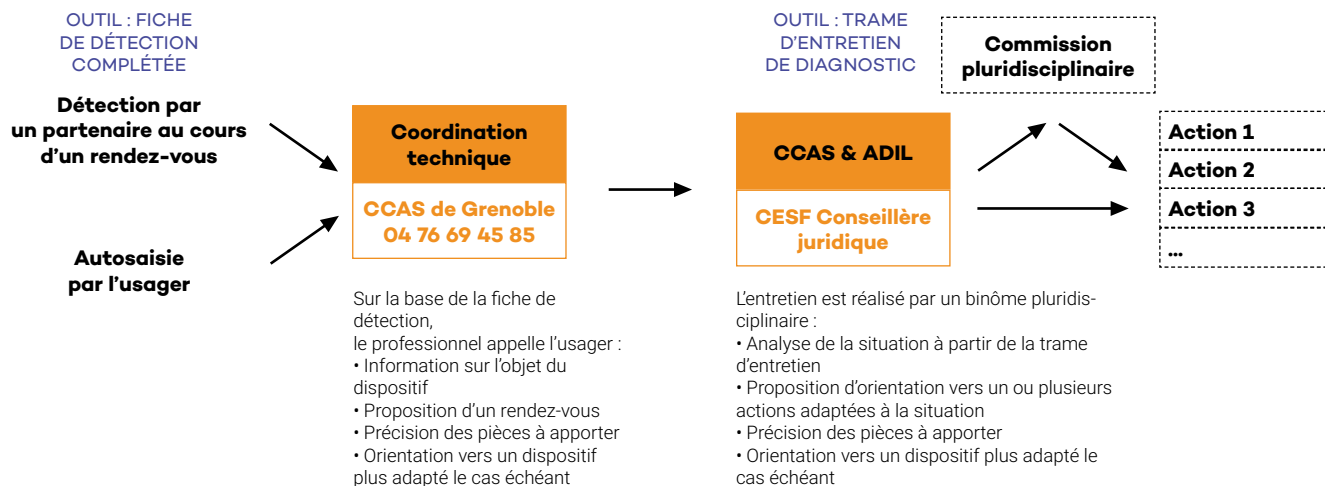 OUTIL : FICHE
DE DÉTECTION
COMPLÉTÉE
Détection par
un partenaire au cours
d’un rendez-vous
Autosaisie
par l’usager
Coordination
technique
CCAS de Grenoble
04 76 69 45 85
Sur la base de la fiche de
détection,
le professionnel appelle l’usager :
• Information sur l’objet du
dispositif
• Proposition d’un rendez-vous
• Précision des pièces à apporter
• Orientation vers un dispositif
plus adapté le cas échéant
OUTIL : TRAME
D’ENTRETIEN
DE DIAGNOSTIC
CCAS & ADIL
CESF Conseillère
juridique
L’entretien est réalisé par un binôme pluridis-
ciplinaire :
• Analyse de la situation à partir de la trame
d’entretien
• Proposition d’orientation vers un ou plusieurs
actions adaptées à la situation
• Précision des pièces à apporter
• Orientation vers un dispositif plus adapté le
cas échéant
Commission
pluridisciplinaire
Action 1
Action 2
Action 3
...